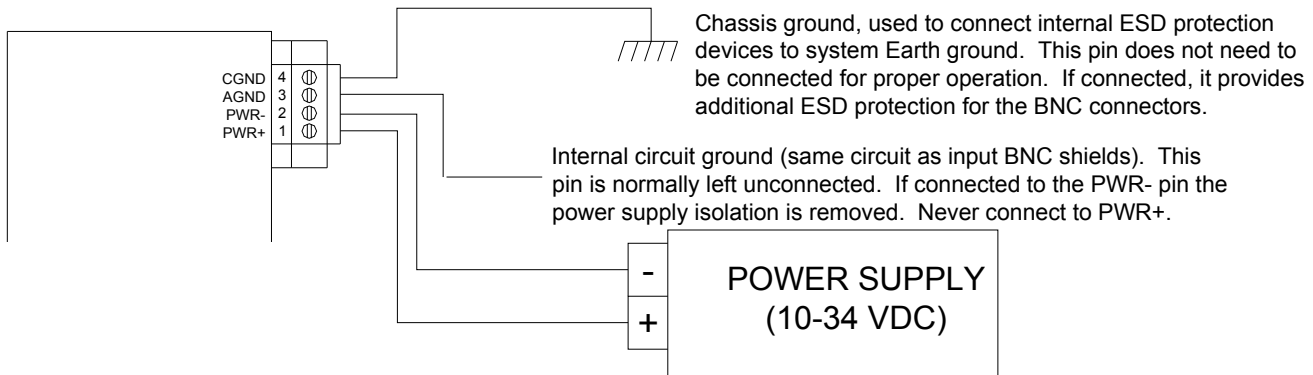 Chassis ground, used to connect internal ESD protection
devices to system Earth ground.  This pin does not need to
be connected for proper operation.  If connected, it provides
additional ESD protection for the BNC connectors.
CGND 4
AGND 3
PWR- 2
PWR+ 1
Internal circuit ground (same circuit as input BNC shields).  This
pin is normally left unconnected.  If connected to the PWR- pin the
power supply isolation is removed.  Never connect to PWR+.
-
+
POWER SUPPLY
(10-34 VDC)